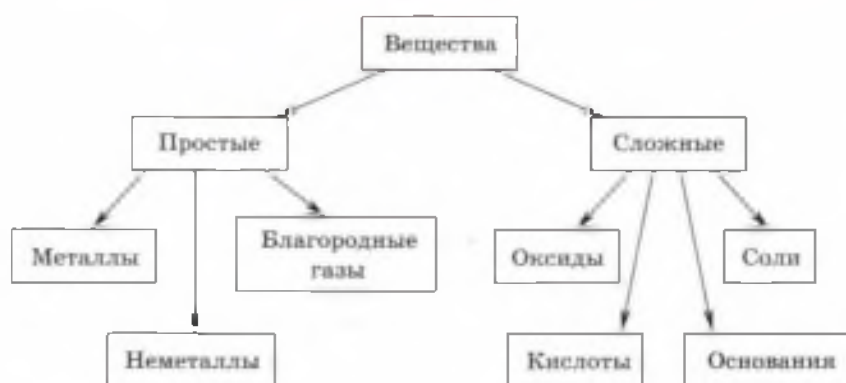 Вещества
Простые
Сложные
Металлы
Благородные
газы
Оксиды
Соли
Неметаллы
Кислоты
Основания